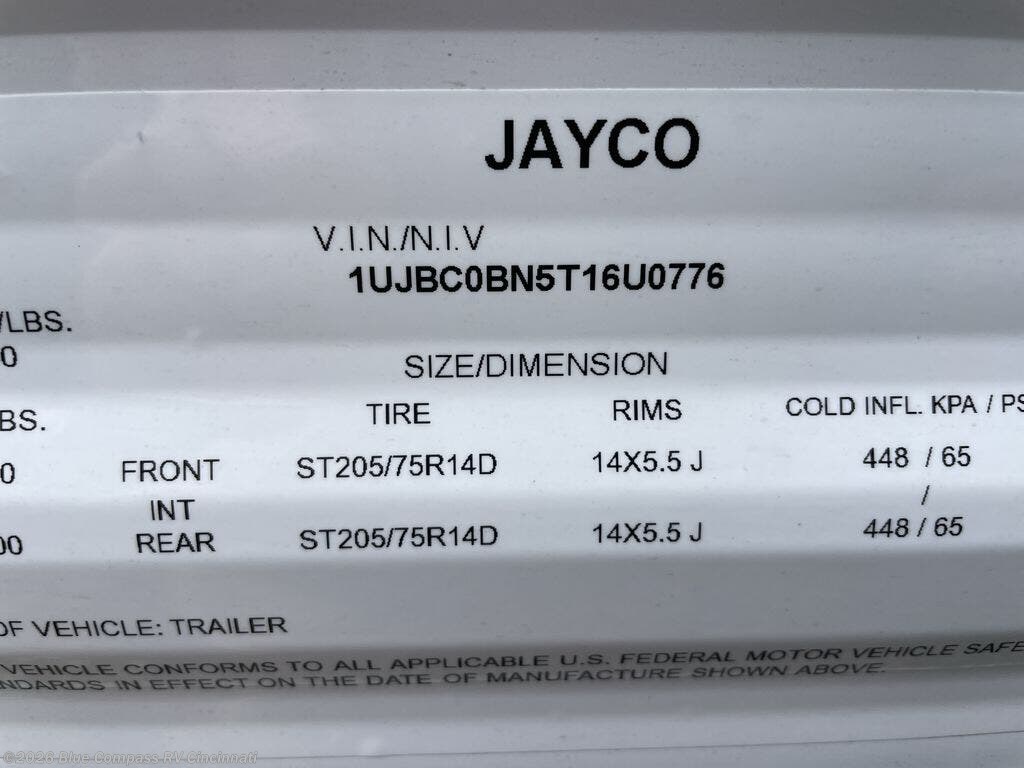 JAYCO
V.I.N./N.I.V
1UJBC0BN5T16U0776
/LBS.
0
SIZE/DIMENSION
BS. TIRE RIMS COLD INFL. KPA / PS
0 FRONT ST205/75R14D 14X5.5 J 448 / 65
INT /
00 REAR ST205/75R14D 14X5.5 J 448 / 65
OF VEHICLE: TRAILER
VEHICLE CONFORMS TO ALL APPLICABLE U.S. FEDERAL MOTOR VEHICLE SAFE
NDARDS IN EFFECT ON THE DATE OF MANUFACTURE SHOWN ABOVE.
©2026 Blue Compass RV Cincinnati